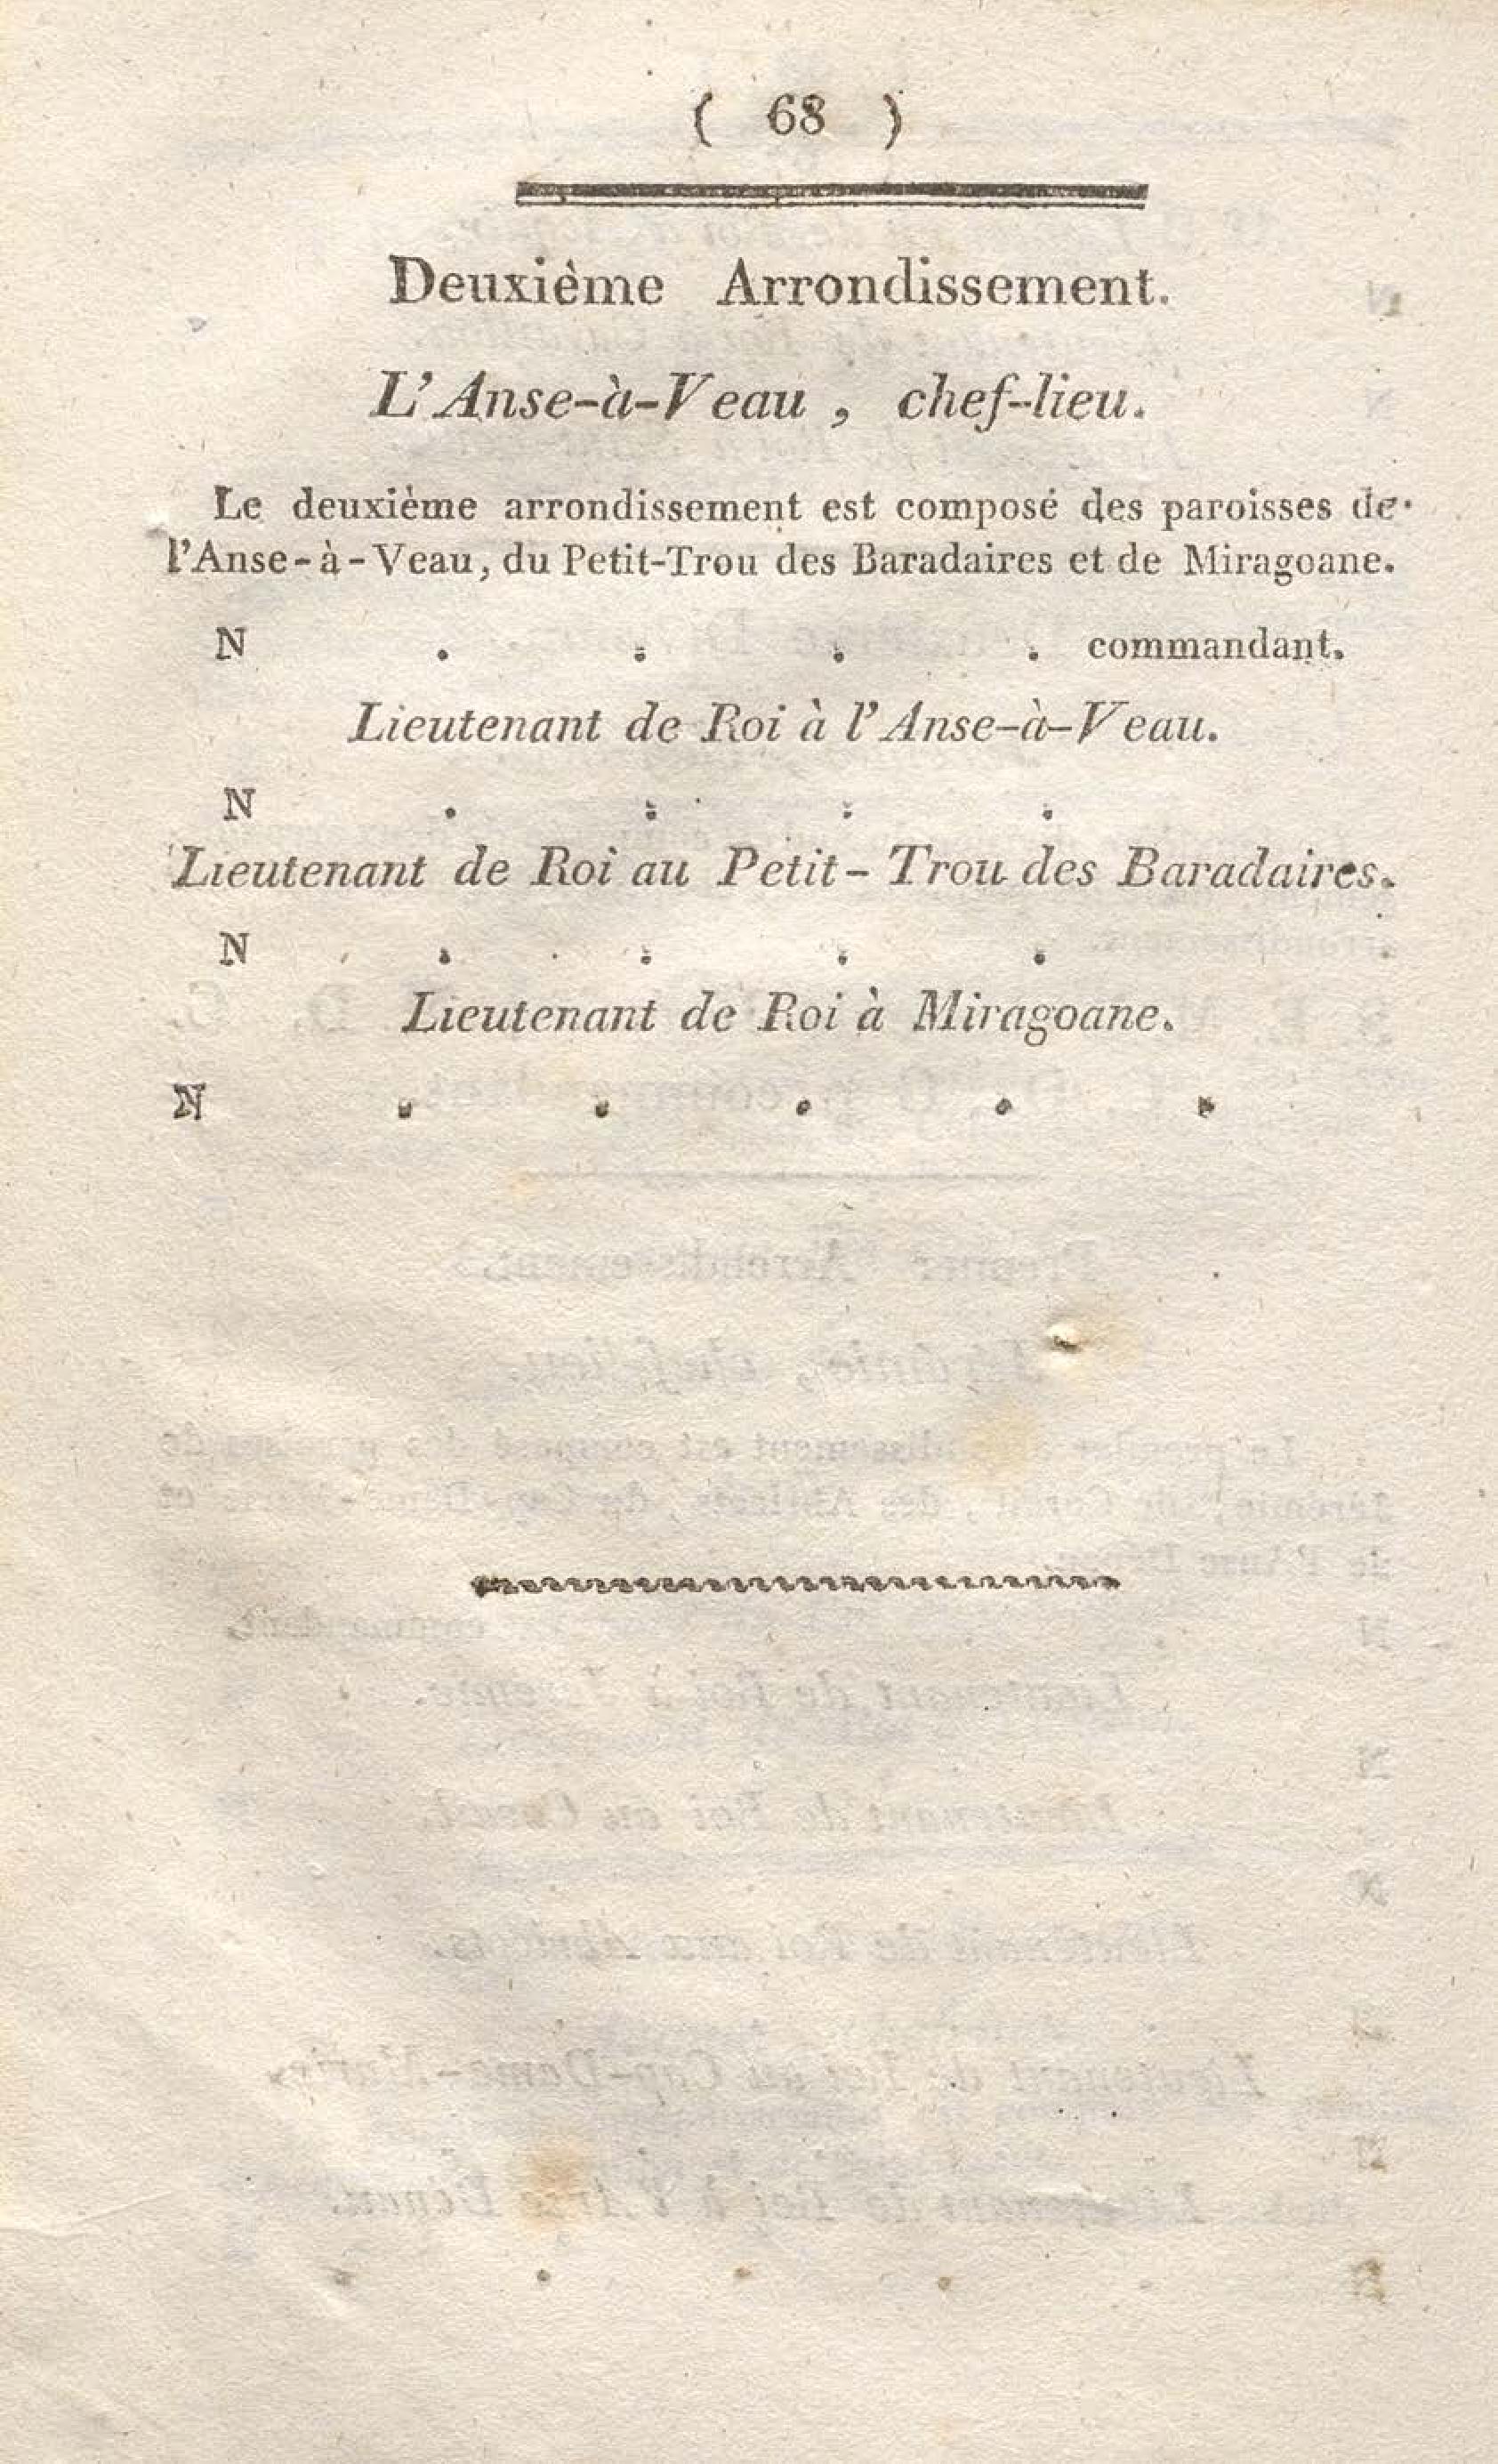 ( 68 )
Deuxième Arrondissement.
L'Anse-à-Veau, chef-lieu.
Le deuxième arrondissement est composé des paroisses de
l'Anse-à-Veau, du Petit-Trou des Baradaires et de Miragoane.
N . . . . commandant.
Lieutenant de Roi à l'Anse-à-Veau.
N . . . .
Lieutenant de Roi au Petit-Trou des Baradaires.
N . . . .
Lieutenant de Roi à Miragoane.
N . . . . .